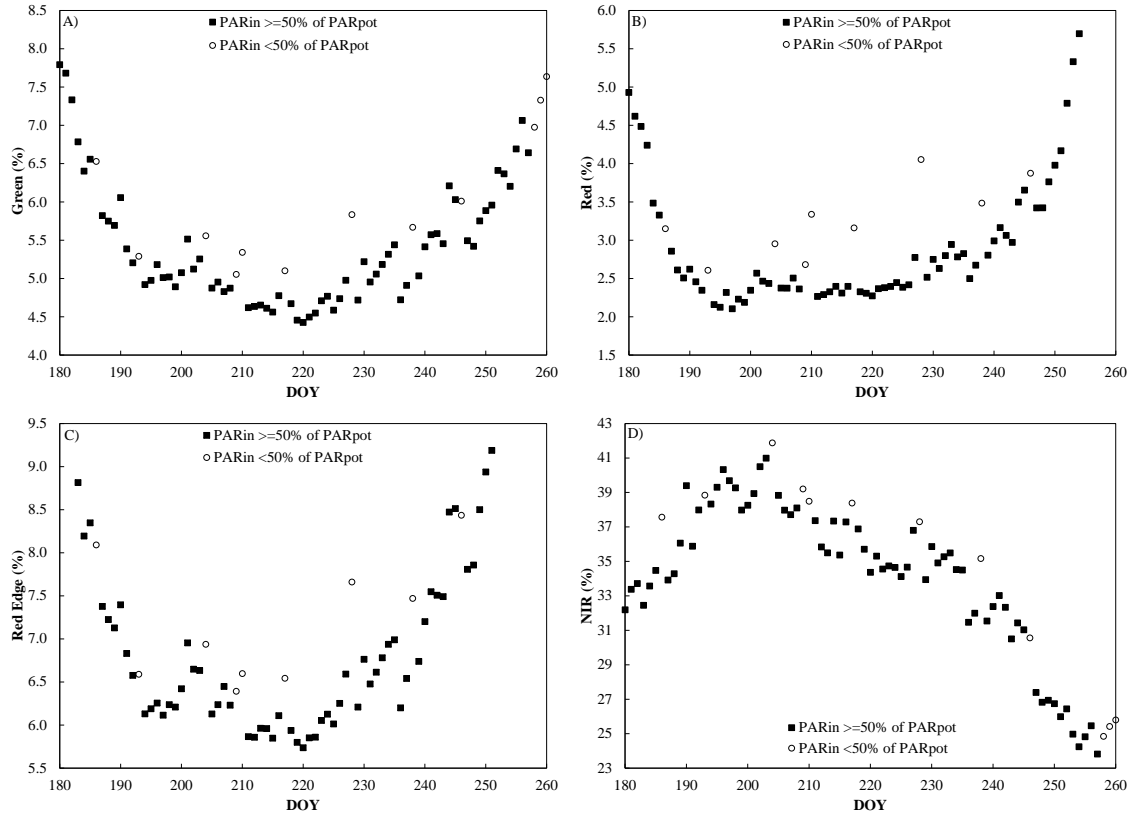 A)
PARin >=50% of PARpot
PARin <50% of PARpot
8.5
8.0
7.5
7.0
6.5
6.0
5.5
5.0
4.5
4.0
Green (%)
180 190 200 210 220 230 240 250 260
DOY
B)
PARin >=50% of PARpot
PARin <50% of PARpot
6.0
5.5
5.0
4.5
4.0
3.5
3.0
2.5
2.0
1.5
Red (%)
180 190 200 210 220 230 240 250 260
DOY
C)
PARin >=50% of PARpot
PARin <50% of PARpot
9.5
9.0
8.5
8.0
7.5
7.0
6.5
6.0
5.5
Red Edge (%)
180 190 200 210 220 230 240 250 260
DOY
D)
43
41
39
37
35
33
31
29
27
25
23
NIR (%)
PARin >=50% of PARpot
PARin <50% of PARpot
180 190 200 210 220 230 240 250 260
DOY